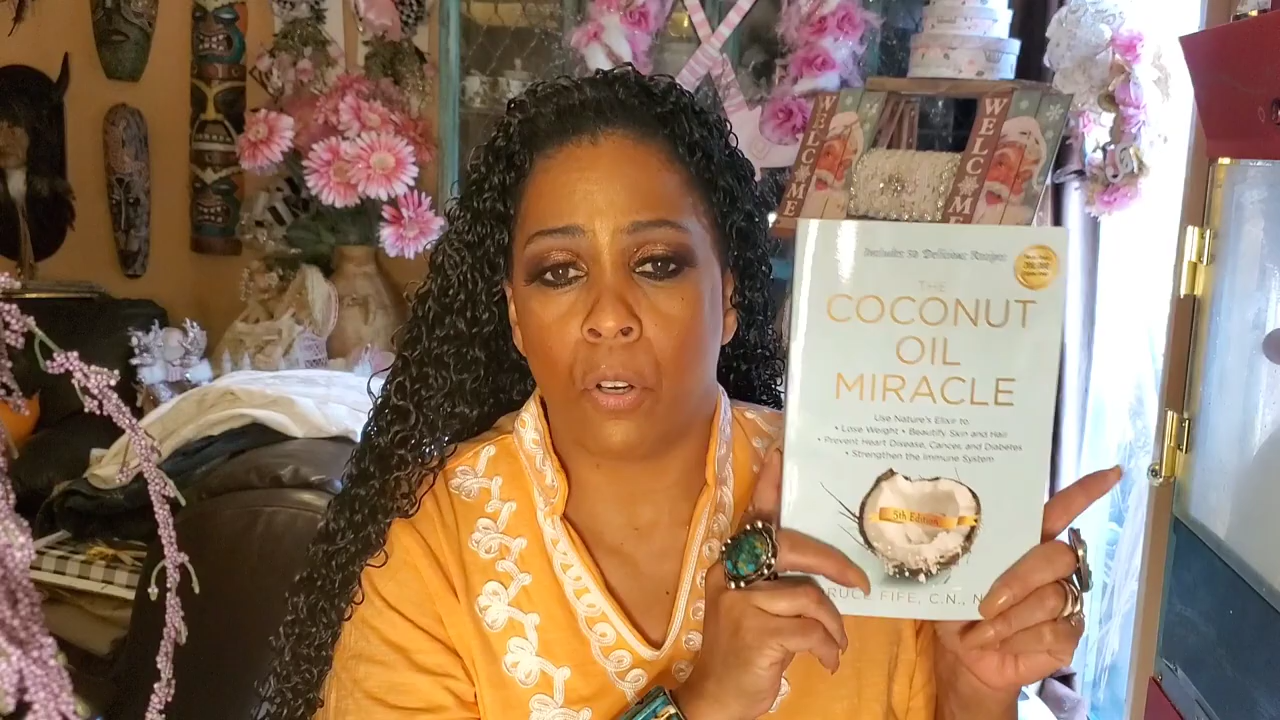 WELCOME
WELCOME
Includes 50 Delicious Recipes
THE
COCONUT
OIL
MIRACLE
Use Nature's Elixir to
• Lose Weight • Beautify Skin and Hair
• Prevent Heart Disease, Cancer, and Diabetes
• Strengthen the Immune System
5th Edition
BRUCE FIFE, C.N., N